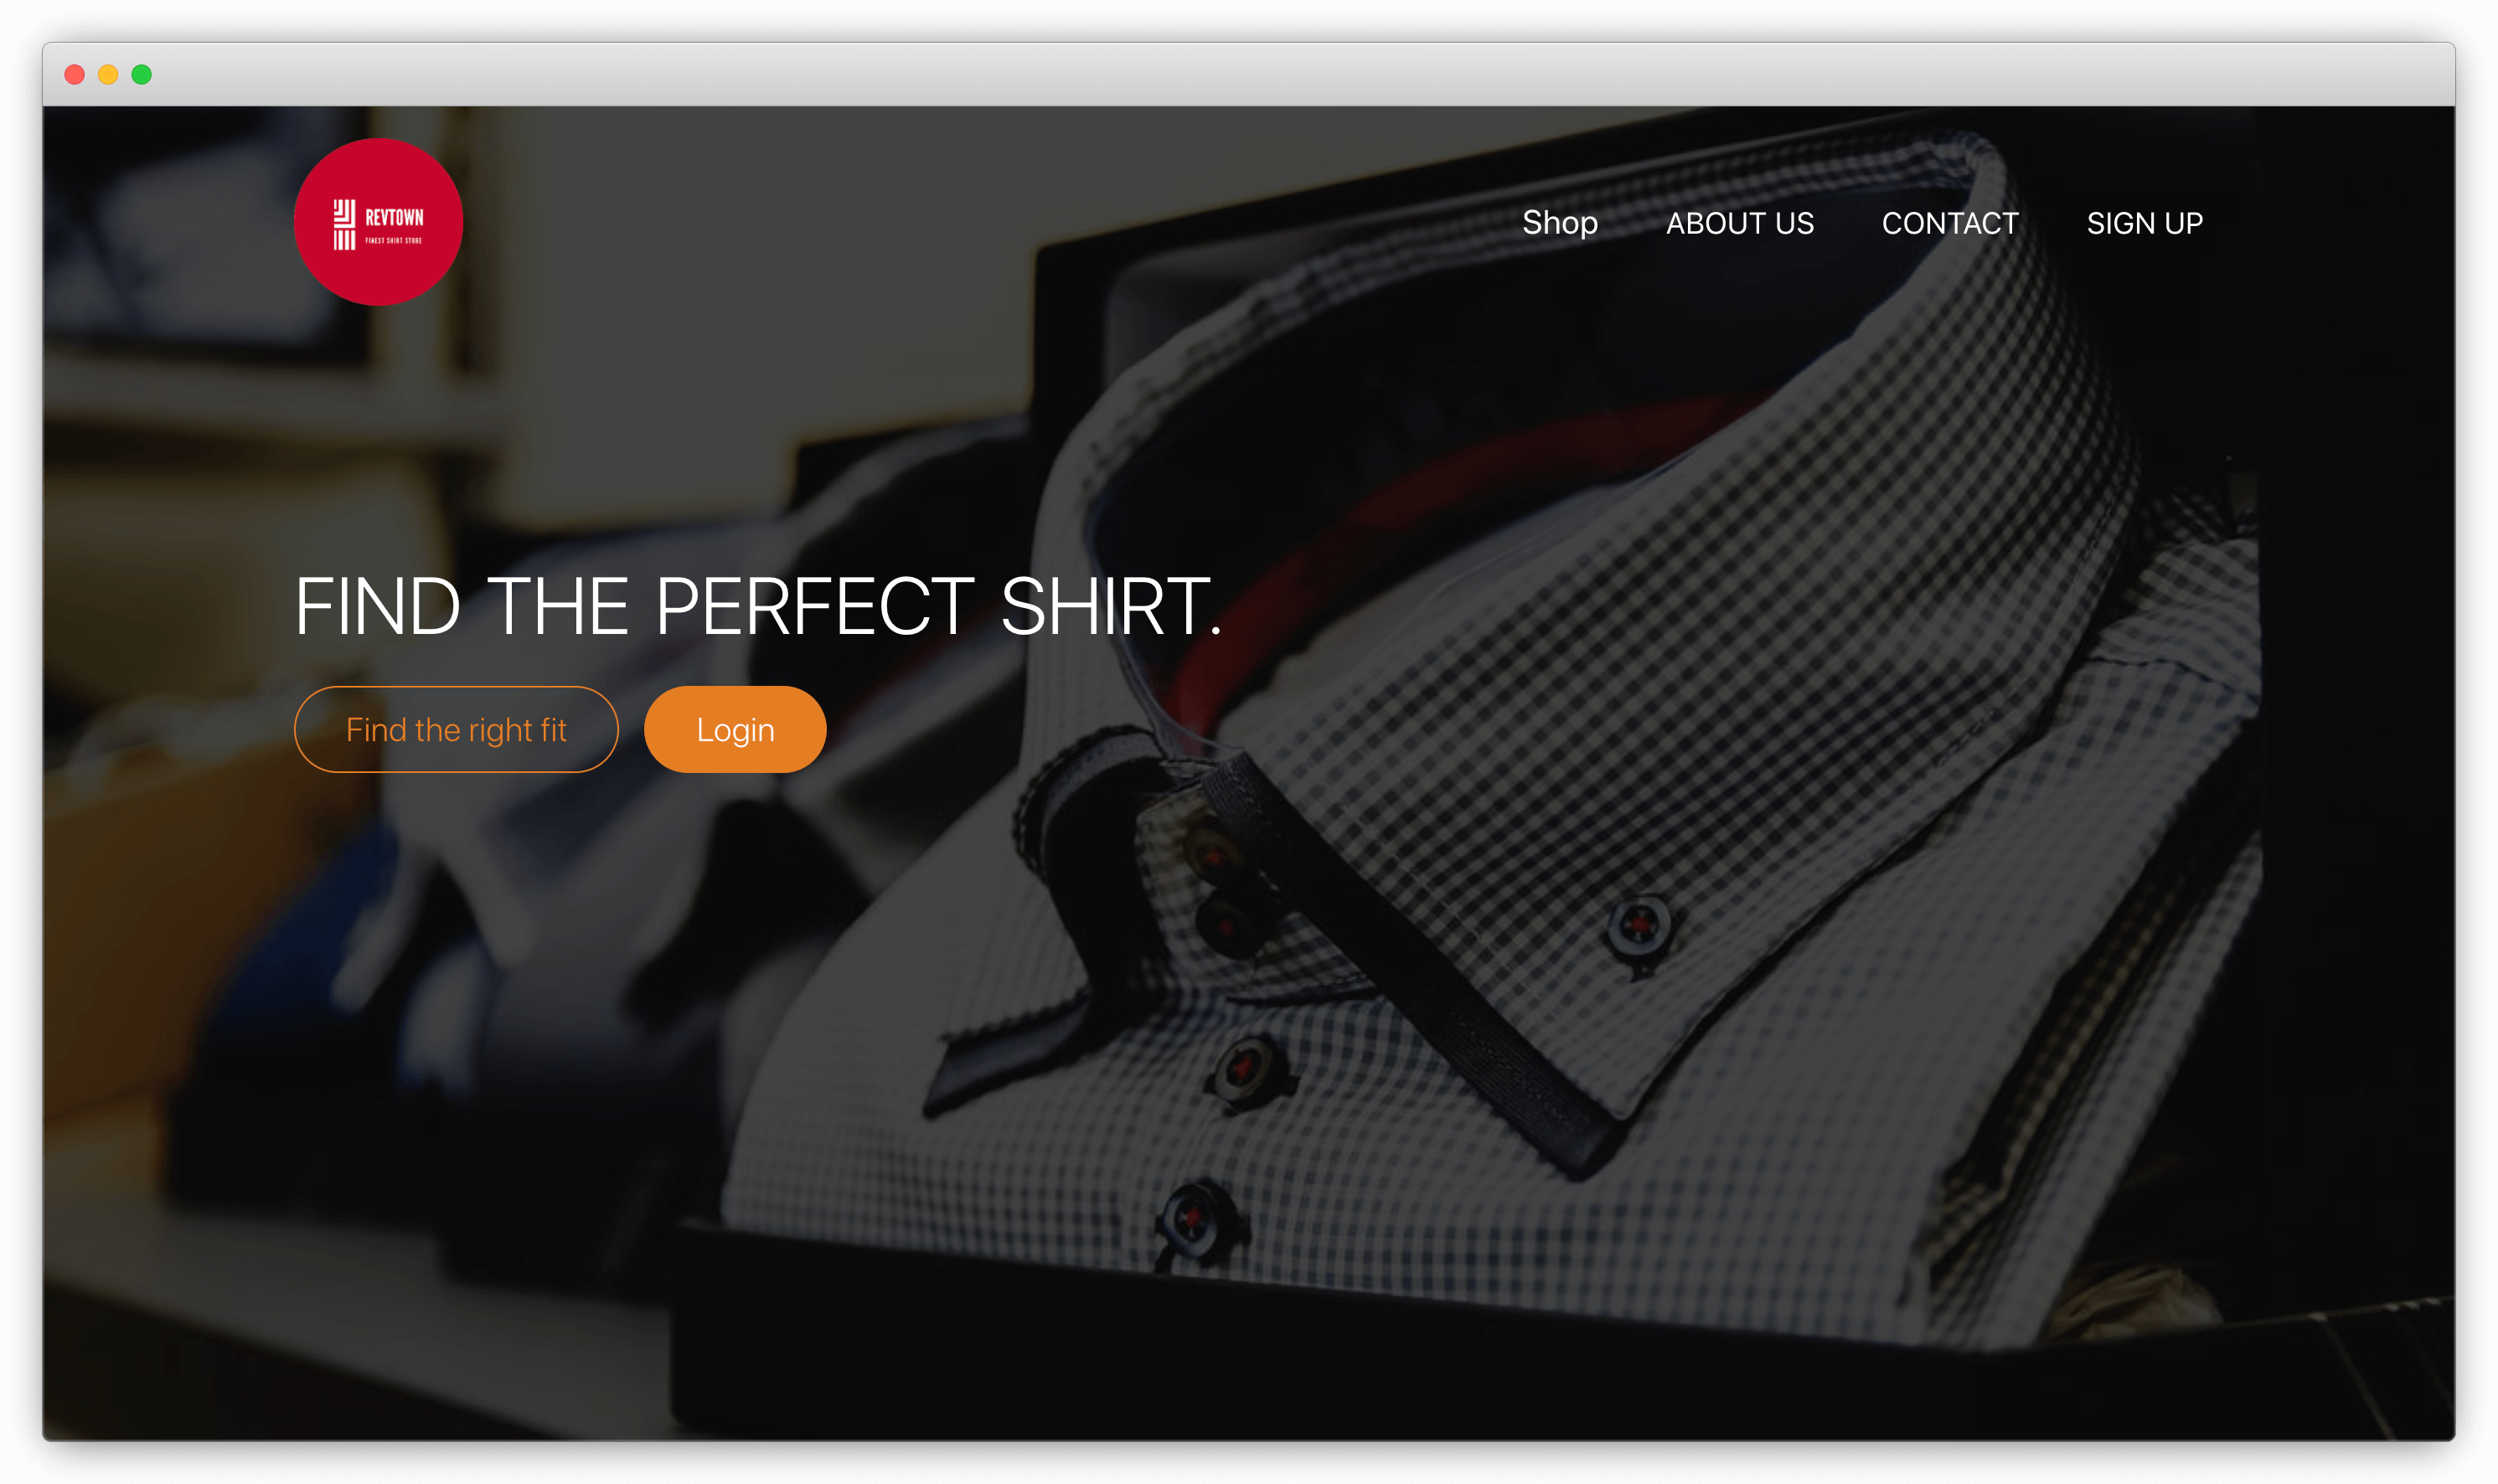 REVTOWN
FINEST SHIRT STORE
Shop ABOUT US CONTACT SIGN UP
FIND THE PERFECT SHIRT.
Find the right fit Login